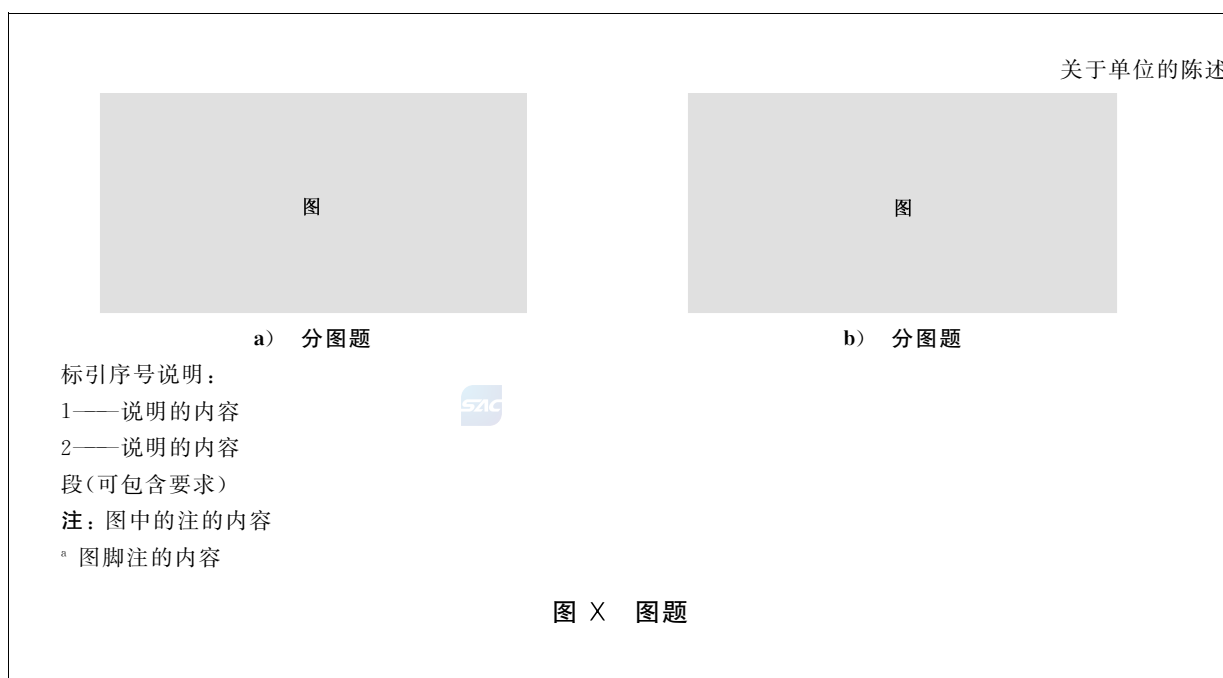 关于单位的陈述
图
图
a） 分图题
b） 分图题
标引序号说明：
1——说明的内容
SAC
2——说明的内容
段(可包含要求)
注：图中的注的内容
a 图脚注的内容
图 X 图题